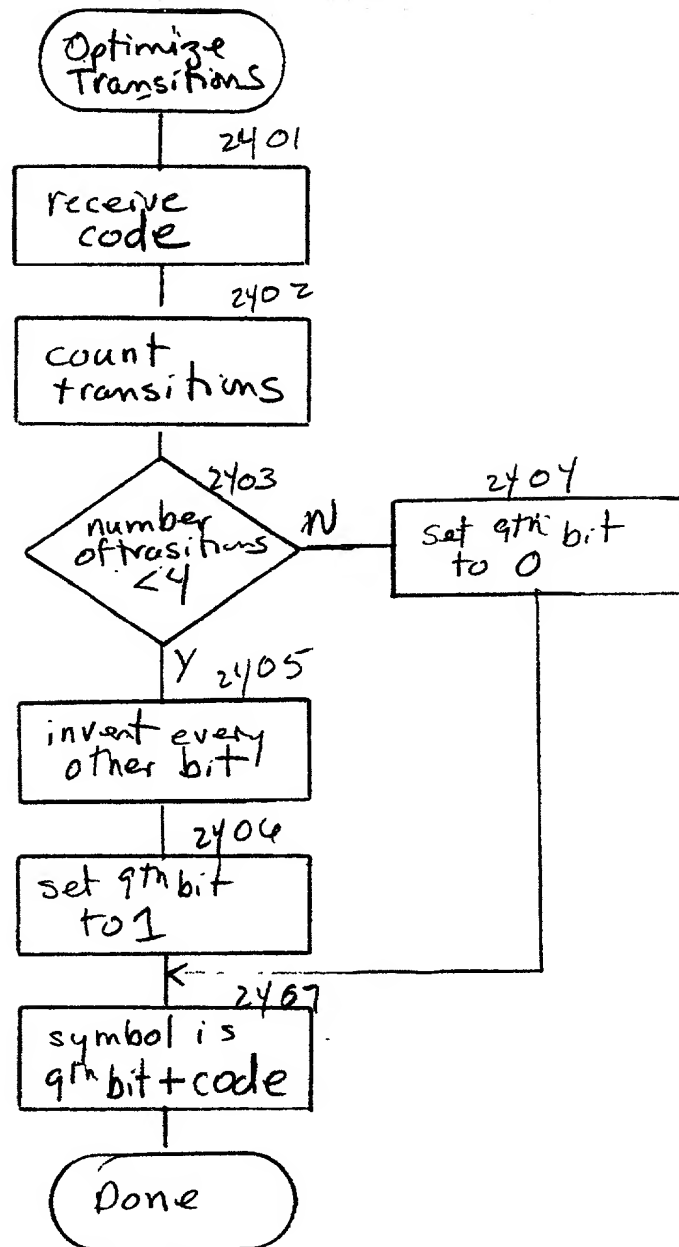 Optimize
Transitions
2401
receive
code
2402
count
transitions
2403
number
of trasitions
<4
N
2404
set 9th bit
to 0
Y
2405
invert every
other bit
2406
set 9th bit
to 1
2407
symbol is
9th bit + code
Done